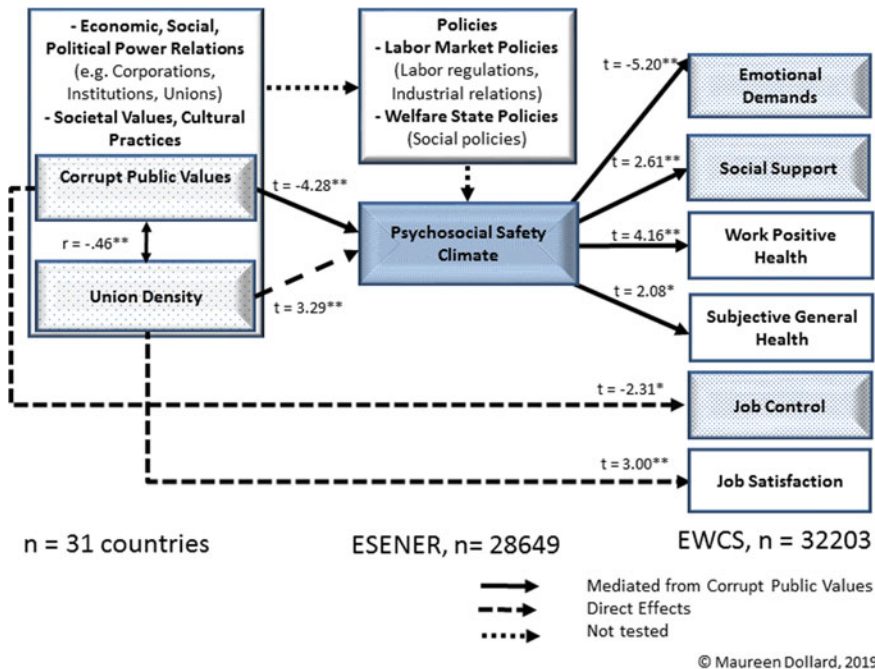 - Economic, Social,
Political Power Relations
(e.g. Corporations,
Institutions, Unions)
- Societal Values, Cultural
Practices
Corrupt Public Values
r = -.46**
Union Density
t = -4.28**
t = 3.29**
Policies
- Labor Market Policies
(Labor regulations,
Industrial relations)
- Welfare State Policies
(Social policies)
Psychosocial Safety
Climate
t = -5.20**
Emotional
Demands
t = 2.61**
Social Support
t = 4.16**
Work Positive
Health
t = 2.08*
Subjective General
Health
t = -2.31*
Job Control
t = 3.00**
Job Satisfaction
n = 31 countries
ESENER, n= 28649
EWCS, n = 32203
Mediated from Corrupt Public Values
Direct Effects
Not tested
© Maureen Dollard, 2019